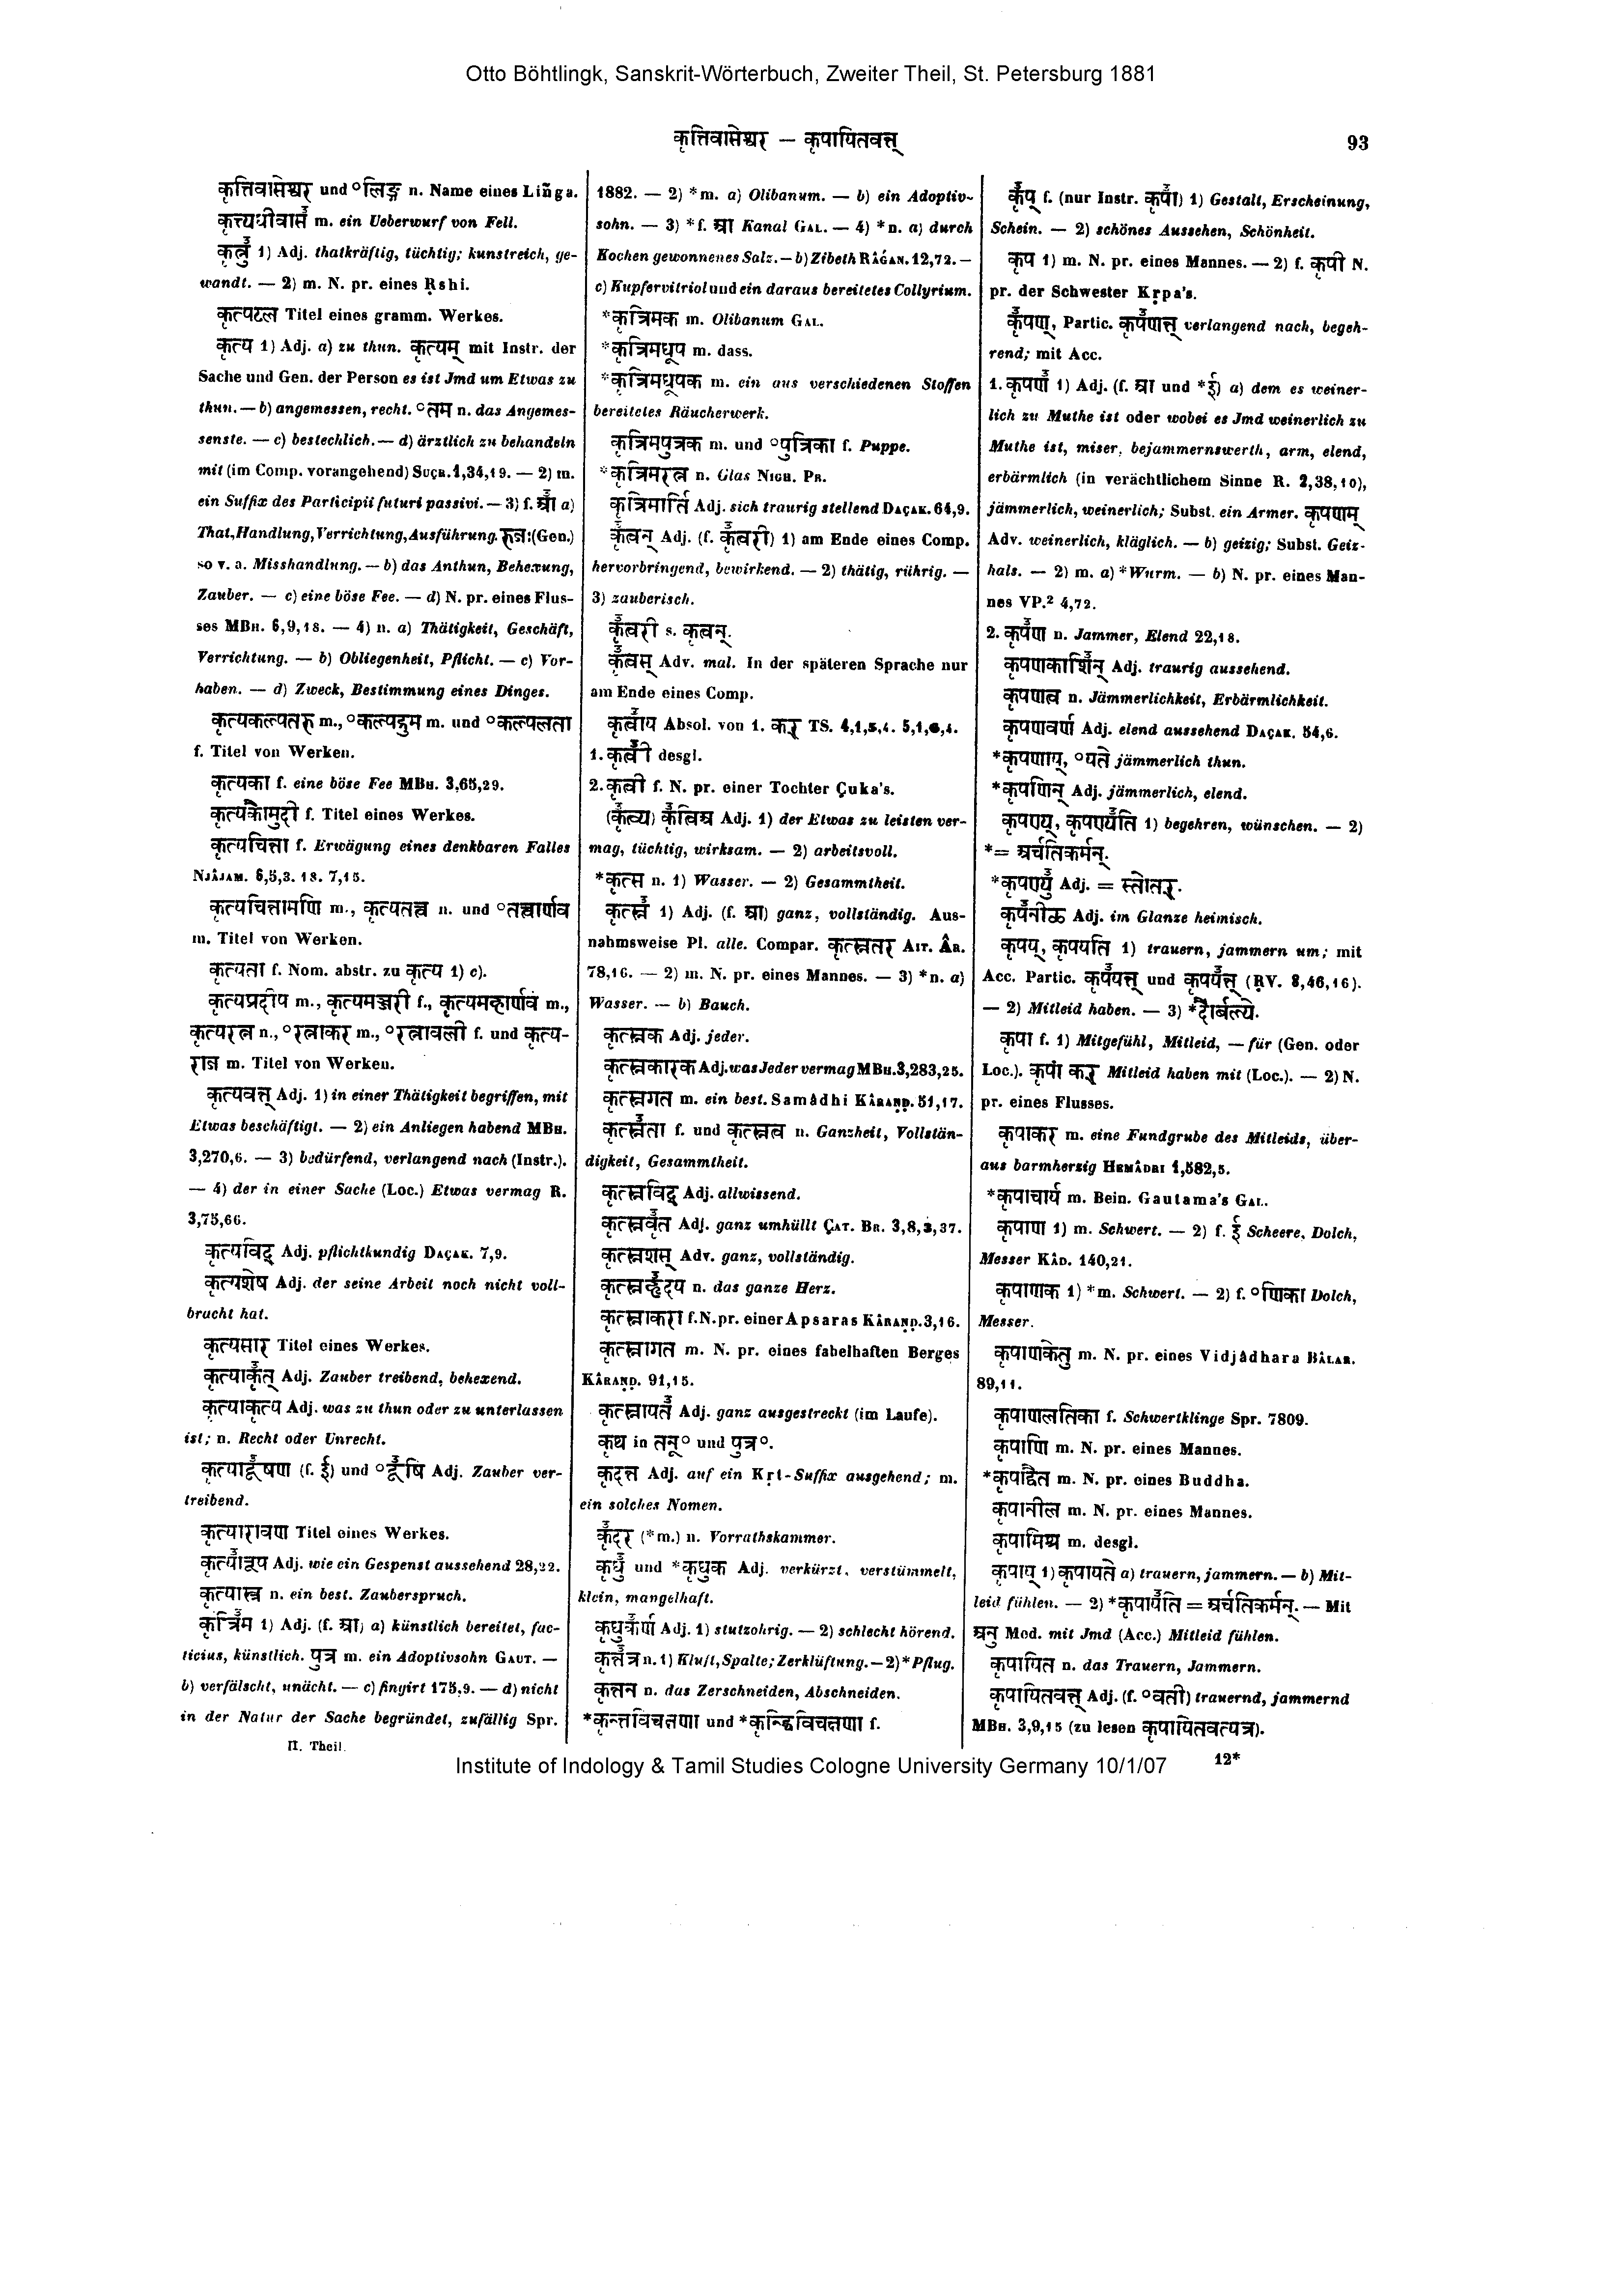 Otto Böhtlingk, Sanskrit-Wörterbuch, Zweiter Theil, St. Petersburg 1881
कृत्तिवासेश्वर — कृपायितवत्त् 93
कृत्तिवासेश्वर und °लिङ्ग n. Name eines Liñga.
कृत्त्यधीवास m. ein Ueberwurf von Fell.
कृत्नु 1) Adj. thatkräftig, tüchtig; kunstreich, ge-
wandt. — 2) m. N. pr. eines Ṛshi.
कृत्पटल Titel eines gramm. Werkes.
कृत्य 1) Adj. a) zu thun. कृत्यम् mit Instr. der
Sache und Gen. der Person es ist Jmd um Etwas zu
thun. — b) angemessen, recht. °तम n. das Angemes-
senste. — c) bestechlich. — d) ärztlich zu behandeln
mit (im Comp. vorangehend) Suçr. 1,34,19. — 2) m.
ein Suffix des Participii futuri passivi. — 3) f. आ a)
That, Handlung, Verrichtung, Ausführung. रुजः (Gen.)
so v. a. Misshandlung. — b) das Anthun, Behexung,
Zauber. — c) eine böse Fee. — d) N. pr. eines Flus-
ses MBh. 6,9,18. — 4) n. a) Thätigkeit, Geschäft,
Verrichtung. — b) Obliegenheit, Pflicht. — c) Vor-
haben. — d) Zweck, Bestimmung eines Dinges.
कृत्यकल्पतरु m., °कल्पद्रुम m. und °कल्पलता
f. Titel von Werken.
कृत्यका f. eine böse Fee MBh. 3,65,29.
कृत्यकौमुदी f. Titel eines Werkes.
कृत्यचिन्ता f. Erwägung eines denkbaren Falles
Njâjam. 6,5,3. 18. 7,15.
कृत्यचिन्तामणि m., कृत्यतत्त्व n. und °तत्त्वार्णव
m. Titel von Werken.
कृत्यता f. Nom. abstr. zu कृत्य 1) c).
कृत्यप्रदीप m., कृत्यमञ्जरी f., कृत्यमहार्णव m.,
कृत्यरत्न n., °रत्नाकर m., °रत्नावली f. und कृत्य-
राज m. Titel von Werken.
कृत्यवत्त् Adj. 1) in einer Thätigkeit begriffen, mit
Etwas beschäftigt. — 2) ein Anliegen habend MBh.
3,270,6. — 3) bedürfend, verlangend nach (Instr.).
— 4) der in einer Sache (Loc.) Etwas vermag R.
3,75,66.
कृत्यविद् Adj. pflichtkundig Daçak. 7,9.
कृत्यशेष Adj. der seine Arbeit noch nicht voll-
bracht hat.
कृत्यसार Titel eines Werkes.
कृत्याकृत् Adj. Zauber treibend, behexend.
कृत्याकृत्य Adj. was zu thun oder zu unterlassen
ist; n. Recht oder Unrecht.
कृत्यादूषण (f. ई) und °दूषि Adj. Zauber ver-
treibend.
कृत्यारावण Titel eines Werkes.
कृत्यारूप Adj. wie ein Gespenst aussehend 28,22.
कृत्यास्त्र n. ein best. Zauberspruch.
कृत्रिम 1) Adj. (f. आ) a) künstlich bereitet, fac-
ticius, künstlich. पुत्र m. ein Adoptivsohn Gaut. —
b) verfälscht, unächt. — c) fingirt 175,9. — d) nicht
in der Natur der Sache begründet, zufällig Spr.
II. Theil.
1882. — 2) *m. a) Olibanum. — b) ein Adoptiv-
sohn. — 3) *f. आ Kanal Gal. — 4) *n. a) durch
Kochen gewonnenes Salz. — b) Zibeth Râgan. 12,72. —
c) Kupfervitriol und ein daraus bereitetes Collyrium.
*कृत्रिमक m. Olibanum Gal.
*कृत्रिमधूप m. dass.
*कृत्रिमधूपक m. ein aus verschiedenen Stoffen
bereitetes Räucherwerk.
कृत्रिमपुत्रक m. und °पुत्रिका f. Puppe.
*कृत्रिमरत्न n. Glas Nigh. Pr.
कृत्रिमार्ति Adj. sich traurig stellend Daçak. 64,9.
कृत्वन् Adj. (f. कृत्वरी) 1) am Ende eines Comp.
hervorbringend, bewirkend. — 2) thätig, rührig. —
3) zauberisch.
कृत्वरी s. कृत्वन्.
कृत्वस् Adv. mal. In der späteren Sprache nur
am Ende eines Comp.
कृत्वाय Absol. von 1. कर् TS. 4,1,5,4. 5,1,6,4.
1. कृत्वी desgl.
2. कृत्वी f. N. pr. einer Tochter Çuka's.
(कृत्व्य) कृत्विअ Adj. 1) der Etwas zu leisten ver-
mag, tüchtig, wirksam. — 2) arbeitsvoll.
*कृत्स n. 1) Wasser. — 2) Gesammtheit.
कृत्स्न 1) Adj. (f. आ) ganz, vollständig. Aus-
nahmsweise Pl. alle. Compar. कृत्स्नतर Ait. Âr.
78,16. — 2) m. N. pr. eines Mannes. — 3) *n. a)
Wasser. — b) Bauch.
कृत्स्नक Adj. jeder.
कृत्स्नकारक Adj. was Jeder vermag MBh. 3,283,25.
कृत्स्नगत m. ein best. Samâdhi Kâraṇḍ. 51,17.
कृत्स्नता f. und कृत्स्नत्व n. Ganzheit, Vollstän-
digkeit, Gesammtheit.
कृत्स्नविद् Adj. allwissend.
कृत्स्नवृत Adj. ganz umhüllt Çat. Br. 3,8,3,37.
कृत्स्नशस् Adv. ganz, vollständig.
कृत्स्नहृदय n. das ganze Herz.
कृत्स्नाकरा f. N. pr. einer Apsaras Kâraṇḍ. 3,16.
कृत्स्नागत m. N. pr. eines fabelhaften Berges
Kâraṇḍ. 91,15.
कृत्स्नायत Adj. ganz ausgestreckt (im Laufe).
कृथ in तनू° und पुत्र°.
कृदत्त Adj. auf ein Kṛt-Suffix ausgehend; m.
ein solches Nomen.
कृदर (*m.) n. Vorrathskammer.
कृधु und *कृधुक Adj. verkürzt, verstümmelt,
klein, mangelhaft.
कृधुकर्ण Adj. 1) stutzohrig. — 2) schlecht hörend.
कृन्तत्र n. 1) Kluft, Spalte; Zerklüftung. — 2) *Pflug.
कृन्तन n. das Zerschneiden, Abschneiden.
*कृन्तविचक्षणा und *कृन्द्धिविचक्षणा f.
कृप् f. (nur Instr. कृपा) 1) Gestalt, Erscheinung,
Schein. — 2) schönes Aussehen, Schönheit.
कृप 1) m. N. pr. eines Mannes. — 2) f. कृपी N.
pr. der Schwester Kṛpa's.
कृपण्, Partic. कृपणत्त् verlangend nach, begeh-
rend; mit Acc.
1. कृपण 1) Adj. (f. आ und *ई) a) dem es weiner-
lich zu Muthe ist oder wobei es Jmd weinerlich zu
Muthe ist, miser, bejammernswerth, arm, elend,
erbärmlich (in verächtlichem Sinne R. 2,38,10),
jämmerlich, weinerlich; Subst. ein Armer. कृपणम्
Adv. weinerlich, kläglich. — b) geizig; Subst. Geiz-
hals. — 2) m. a) *Wurm. — b) N. pr. eines Man-
nes VP.² 4,72.
2. कृपण n. Jammer, Elend 22,18.
कृपणकाशिन् Adj. traurig aussehend.
कृपणत्व n. Jämmerlichkeit, Erbärmlichkeit.
कृपणवर्ण Adj. elend aussehend Daçak. 54,6.
*कृपणाय्, °यते jämmerlich thun.
*कृपणिन् Adj. jämmerlich, elend.
कृपण्य्, कृपण्यति 1) begehren, wünschen. — 2)
*= अर्चतिकर्मन्.
*कृपण्यु Adj. = स्तोतर्.
कृपनीळ Adj. im Glanze heimisch.
कृपय्, कृपयति 1) trauern, jammern um; mit
Acc. Partic. कृपयत्त् und कृपयत्त् (ṚV. 8,46,16).
— 2) Mitleid haben. — 3) *दौर्बल्ये.
कृपा f. 1) Mitgefühl, Mitleid, — für (Gen. oder
Loc.). कृपां कर् Mitleid haben mit (Loc.). — 2) N.
pr. eines Flusses.
कृपाकर m. eine Fundgrube des Mitleids, über-
aus barmherzig Hemâdri 1,582,5.
*कृपाचार्य m. Bein. Gautama's Gal.
कृपाण 1) m. Schwert. — 2) f. ई Scheere, Dolch,
Messer Kâd. 140,21.
कृपाणक 1) *m. Schwert. — 2) f. °णिका Dolch,
Messer.
कृपाणकेतु m. N. pr. eines Vidjâdhara Bâlar.
89,11.
कृपाणलतिका f. Schwertklinge Spr. 7809.
कृपाणि m. N. pr. eines Mannes.
*कृपाद्वैत m. N. pr. eines Buddha.
कृपानील m. N. pr. eines Mannes.
कृपामिश्र m. desgl.
कृपाय् 1) कृपायते a) trauern, jammern. — b) Mit-
leid fühlen. — 2) *कृपायति = अर्चतिकर्मन्. — Mit
अनु Med. mit Jmd (Acc.) Mitleid fühlen.
कृपायित n. das Trauern, Jammern.
कृपायितवत्त् Adj. (f. °वती) trauernd, jammernd
MBh. 3,9,15 (zu lesen कृपायितवत्यत्र).
12*
Institute of Indology & Tamil Studies Cologne University Germany 10/1/07